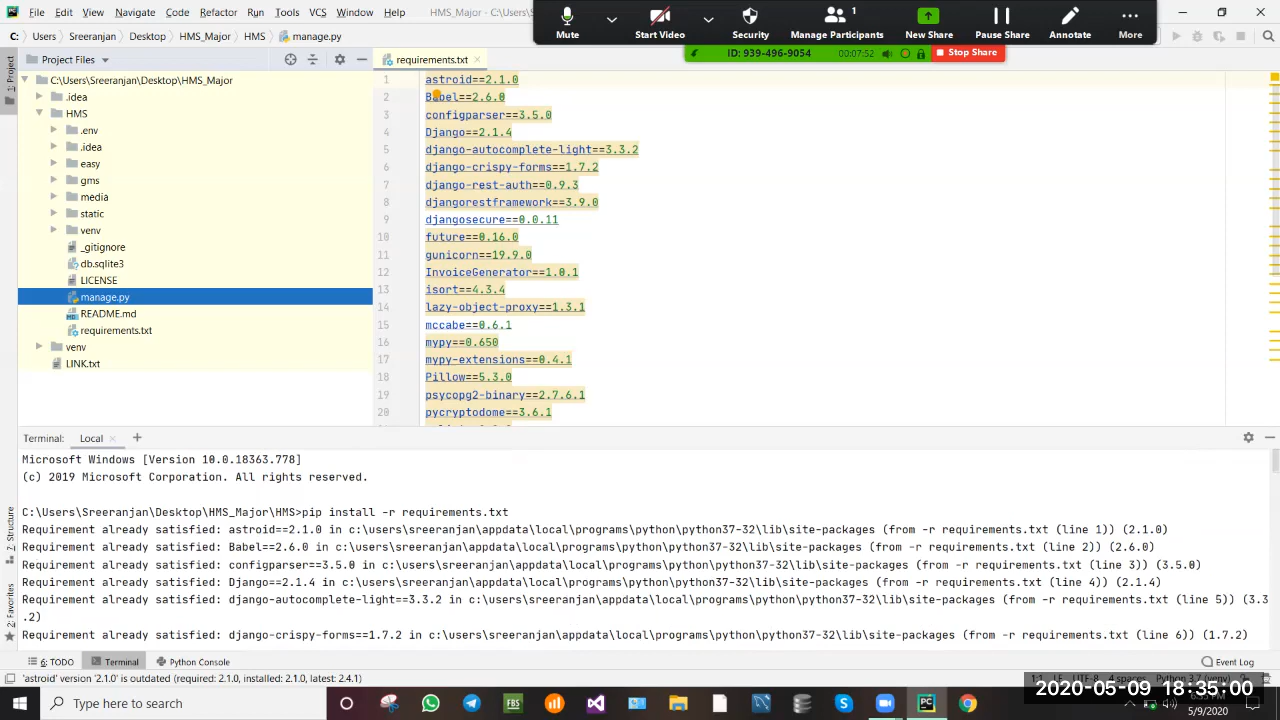 File Edit View Navigate Code Refactor Run Tools VCS Window Help HMS_Major
Mute Start Video Security Manage Participants 1 New Share Pause Share Annotate More
ID: 939-496-9054 00:07:52 Stop Share
C: Users Sreeranjan Desktop HMS_Major HMS manage.py
Project Files
requirements.txt
1: Project
C:\Users\Sreeranjan\Desktop\HMS_Major
.idea
HMS
.env
.idea
easy
gms
media
static
venv
_gitignore
db.sqlite3
LICENSE
manage.py
README.md
requirements.txt
venv
LINK.txt
1 astroid==2.1.0
2 Babel==2.6.0
3 configparser==3.5.0
4 Django==2.1.4
5 django-autocomplete-light==3.3.2
6 django-crispy-forms==1.7.2
7 django-rest-auth==0.9.3
8 djangorestframework==3.9.0
9 djangosecure==0.0.11
10 future==0.16.0
11 gunicorn==19.9.0
12 InvoiceGenerator==1.0.1
13 isort==4.3.4
14 lazy-object-proxy==1.3.1
15 mccabe==0.6.1
16 mypy==0.650
17 mypy-extensions==0.4.1
18 Pillow==5.3.0
19 psycopg2-binary==2.7.6.1
20 pycryptodome==3.6.1
Terminal: Local
Microsoft Windows [Version 10.0.18363.778]
(c) 2019 Microsoft Corporation. All rights reserved.
C:\Users\Sreeranjan\Desktop\HMS_Major\HMS>pip install -r requirements.txt
Requirement already satisfied: astroid==2.1.0 in c:\users\sreeranjan\appdata\local\programs\python\python37-32\lib\site-packages (from -r requirements.txt (line 1)) (2.1.0)
Requirement already satisfied: Babel==2.6.0 in c:\users\sreeranjan\appdata\local\programs\python\python37-32\lib\site-packages (from -r requirements.txt (line 2)) (2.6.0)
Requirement already satisfied: configparser==3.5.0 in c:\users\sreeranjan\appdata\local\programs\python\python37-32\lib\site-packages (from -r requirements.txt (line 3)) (3.5.0)
Requirement already satisfied: Django==2.1.4 in c:\users\sreeranjan\appdata\local\programs\python\python37-32\lib\site-packages (from -r requirements.txt (line 4)) (2.1.4)
Requirement already satisfied: django-autocomplete-light==3.3.2 in c:\users\sreeranjan\appdata\local\programs\python\python37-32\lib\site-packages (from -r requirements.txt (line 5)) (3.3
.2)
Requirement already satisfied: django-crispy-forms==1.7.2 in c:\users\sreeranjan\appdata\local\programs\python\python37-32\lib\site-packages (from -r requirements.txt (line 6)) (1.7.2)
7: Structure
2: Favorites
6: TODO Terminal Python Console Event Log
'astroid' version '2.1.0' is outdated (required: 2.1.0, installed: 2.1.0, latest: 2.4.1)
2020-05-09 18:35:00
Type here to search
5/9/2020